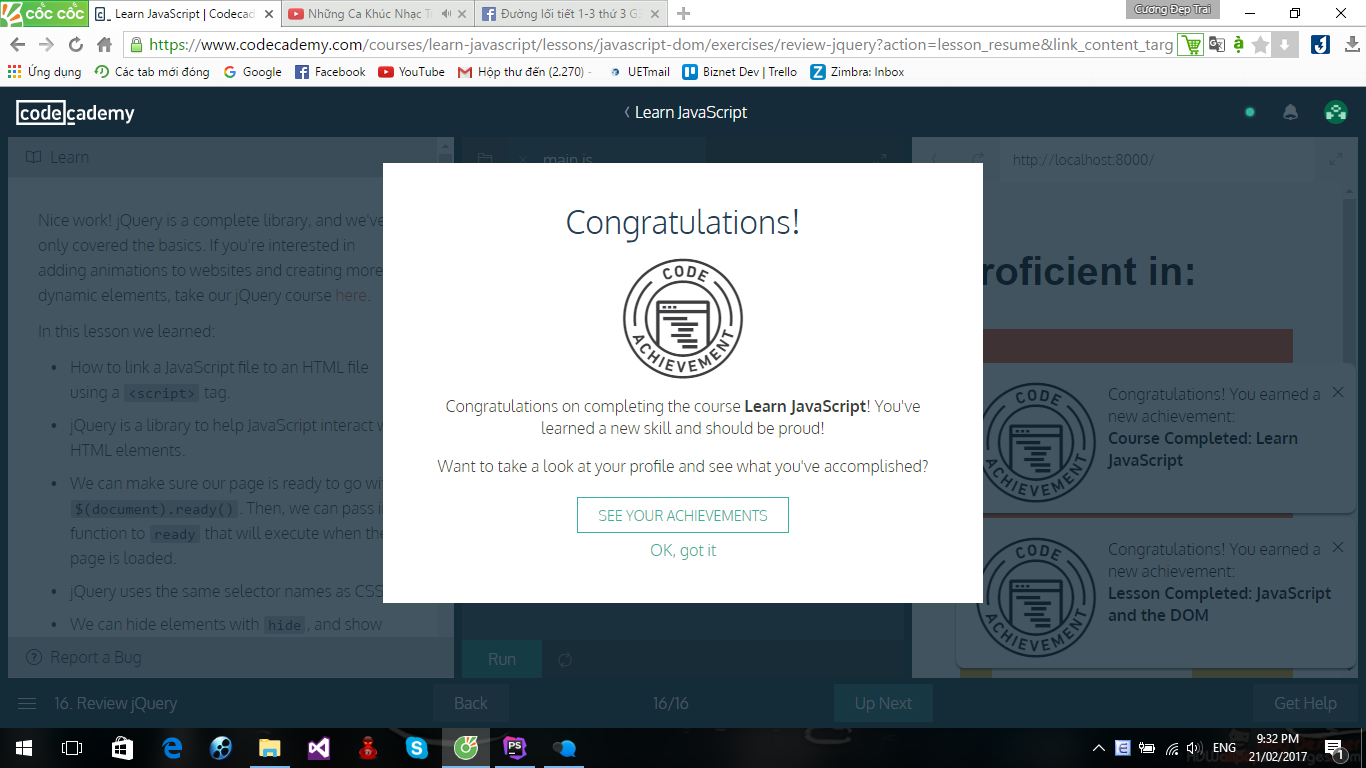 CỐC CỐC
Learn JavaScript | Codecad
Những Ca Khúc Nhạc T
Đường lối tiết 1-3 thứ 3 G
Cương Đẹp Trai
https://www.codecademy.com/courses/learn-javascript/lessons/javascript-dom/exercises/review-jquery?action=lesson_resume&link_content_targ
Ứng dụng
Các tab mới đóng
Google
Facebook
YouTube
Hộp thư đến (2.270) -
UETmail
Biznet Dev | Trello
Zimbra: Inbox
codecademy
Learn JavaScript
Learn
main.js
http://localhost:8000/
Nice work! jQuery is a complete library, and we've
only covered the basics. If you're interested in
adding animations to websites and creating more
dynamic elements, take our jQuery course here.
In this lesson we learned:
• How to link a JavaScript file to an HTML file
using a <script> tag.
• jQuery is a library to help JavaScript interact w
HTML elements.
• We can make sure our page is ready to go wi
$(document).ready(). Then, we can pass i
function to ready that will execute when the
page is loaded.
• jQuery uses the same selector names as CSS
• We can hide elements with hide, and show
Report a Bug
Congratulations!
CODE
ACHIEVEMENT
Congratulations on completing the course Learn JavaScript! You've
learned a new skill and should be proud!
Want to take a look at your profile and see what you've accomplished?
SEE YOUR ACHIEVEMENTS
OK, got it
roficient in:
CODE
ACHIEVEMENT
Congratulations! You earned a
new achievement:
Course Completed: Learn
JavaScript
CODE
ACHIEVEMENT
Congratulations! You earned a
new achievement:
Lesson Completed: JavaScript
and the DOM
Run
16. Review jQuery
Back
16/16
Up Next
Get Help
PS
ENG
9:32 PM
21/02/2017
1